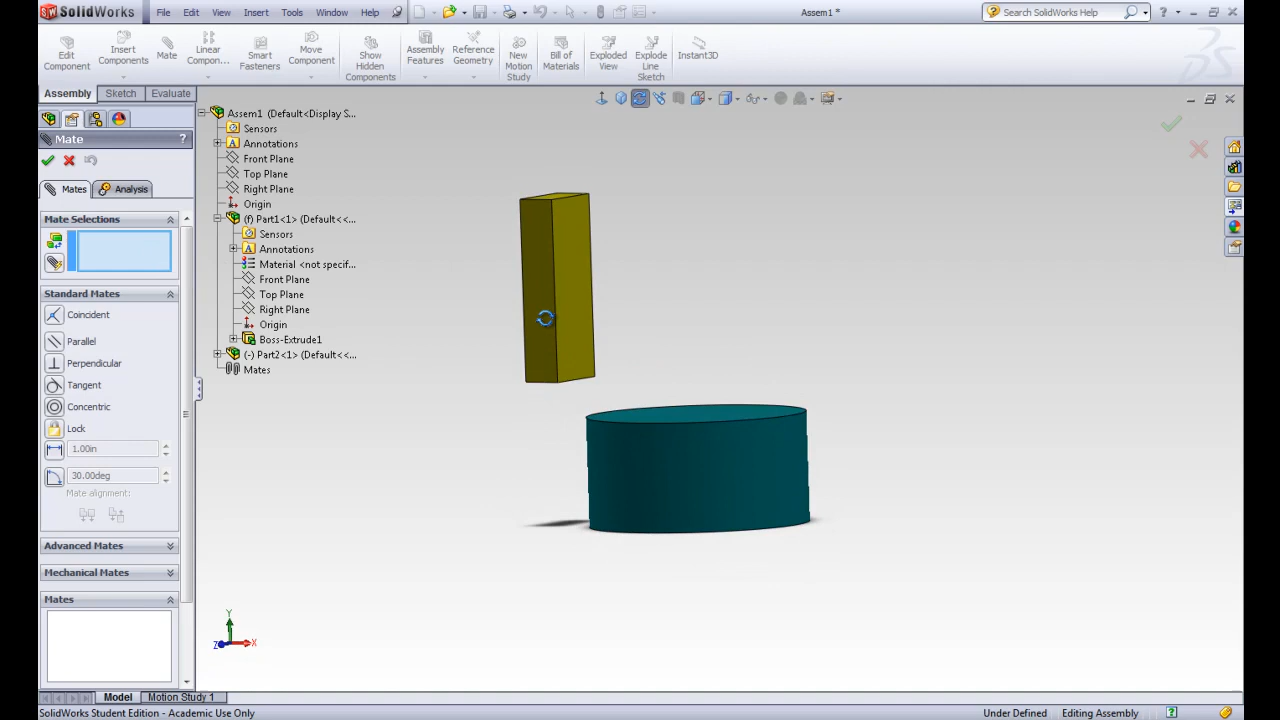 SolidWorks File Edit View Insert Tools Window Help Assem1 * Search SolidWorks Help ?
Edit Component
Insert Components
Mate
Linear Compon...
Smart Fasteners
Move Component
Show Hidden Components
Assembly Features
Reference Geometry
New Motion Study
Bill of Materials
Exploded View
Explode Line Sketch
Instant3D
Assembly Sketch Evaluate
Mate ?
Mates Analysis
Mate Selections
Standard Mates
Coincident
Parallel
Perpendicular
Tangent
Concentric
Lock
1.00in
30.00deg
Mate alignment:
Advanced Mates
Mechanical Mates
Mates
Assem1 (Default<Display S...
Sensors
A Annotations
Front Plane
Top Plane
Right Plane
Origin
(f) Part1<1> (Default<<...
Sensors
A Annotations
Material <not specif...
Front Plane
Top Plane
Right Plane
Origin
Boss-Extrude1
(-) Part2<1> (Default<<...
Mates
Y
Z X
Model Motion Study 1
SolidWorks Student Edition - Academic Use Only Under Defined Editing Assembly ?